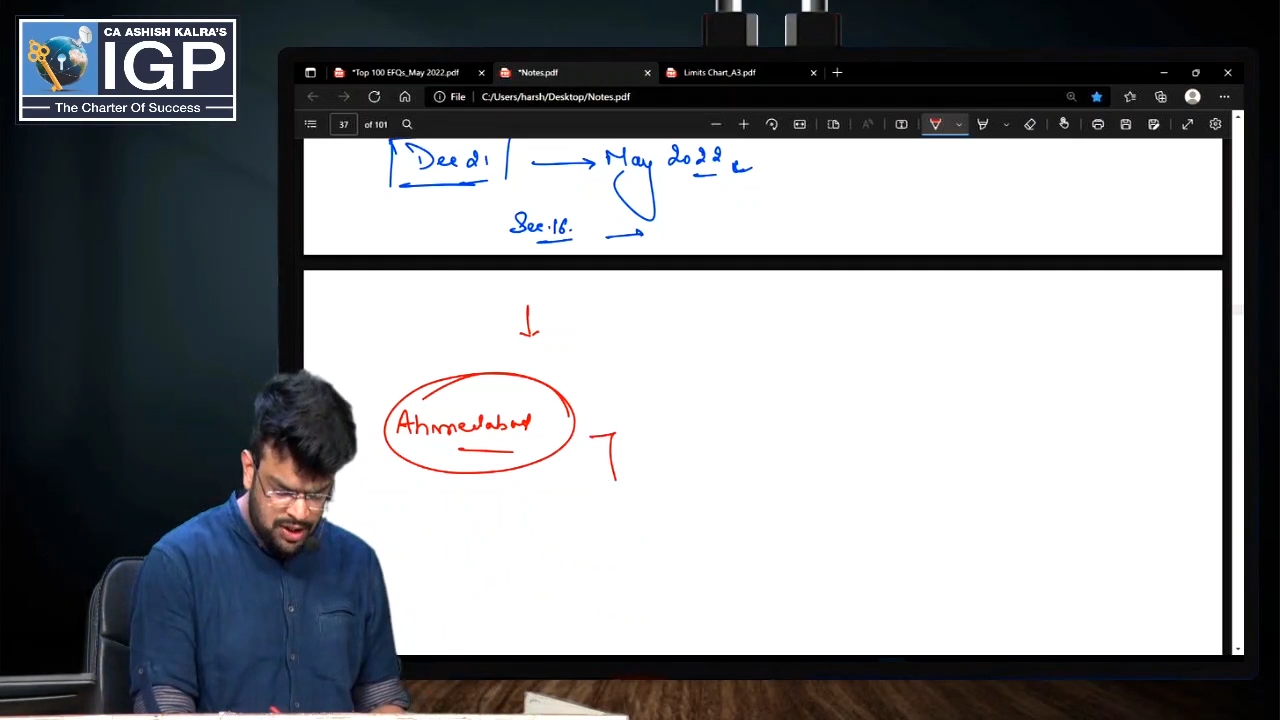 CA ASHISH KALRA'S
IGP
The Charter Of Success
*Top 100 EFQs_May 2022.pdf
*Notes.pdf
Limits Chart_A3.pdf
File
C:/Users/harsh/Desktop/Notes.pdf
37 of 101
Dec 21 → May 2022
Sec. 16. →
Ahmedabad